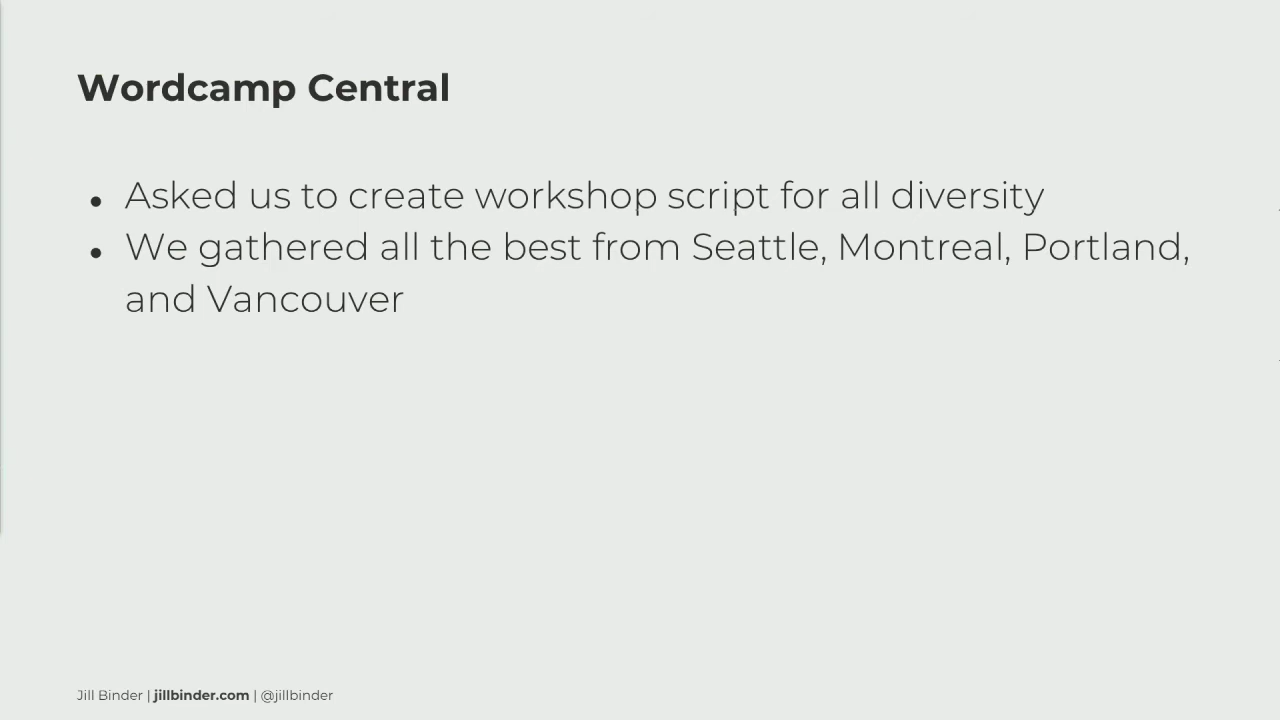 Wordcamp Central
● Asked us to create workshop script for all diversity
● We gathered all the best from Seattle, Montreal, Portland,
and Vancouver
Jill Binder | jillbinder.com | @jillbinder